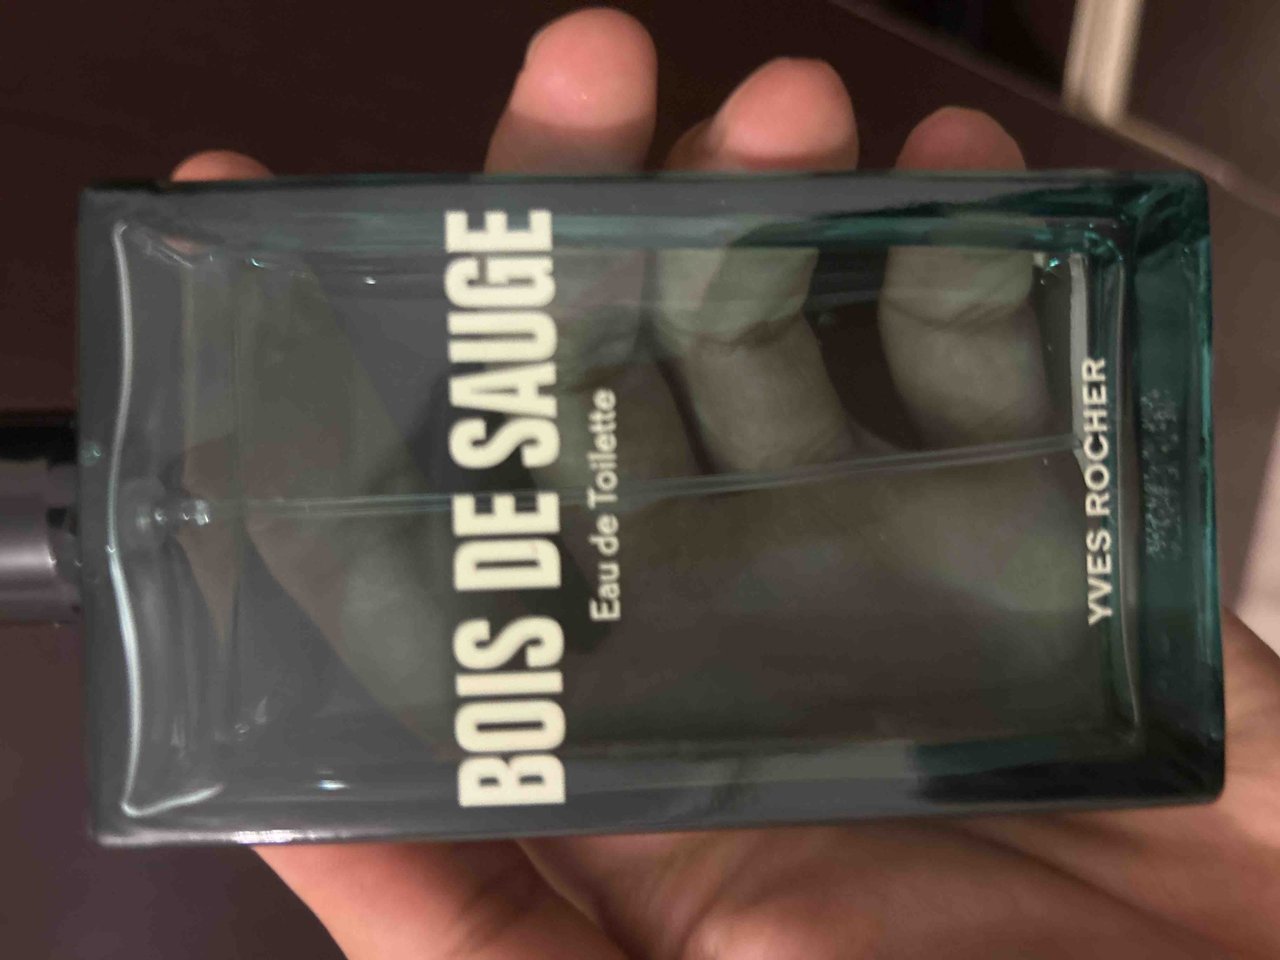 BOIS DE SAUGE
Eau de Toilette
YVES ROCHER